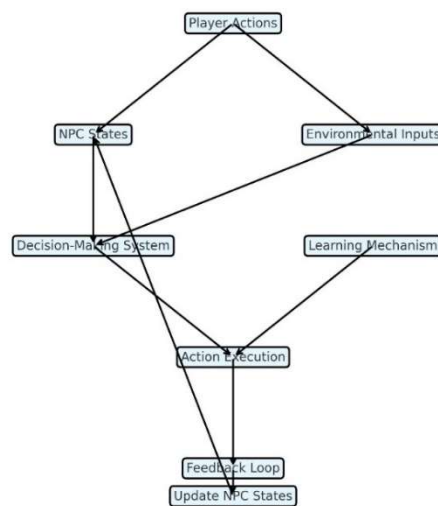 Player Actions
NPC States
Environmental Inputs
Decision-Making System
Learning Mechanism
Action Execution
Feedback Loop
Update NPC States